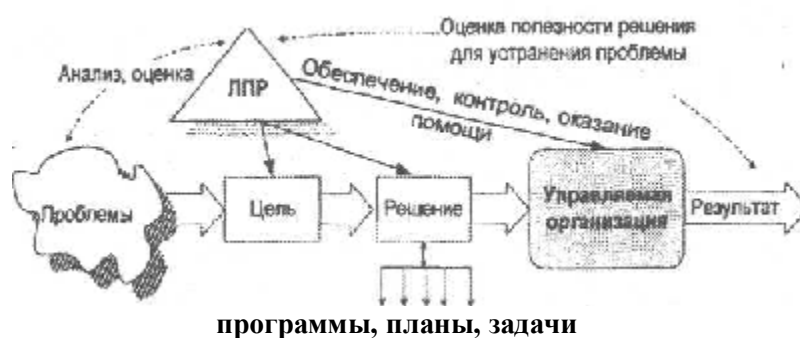 Оценка полезности решения
для устранения проблемы
Анализ, оценка
ЛПР
Обеспечение, контроль, оказание
помощи
Проблемы
Цель
Решение
Управляемая
организация
Результат
программы, планы, задачи